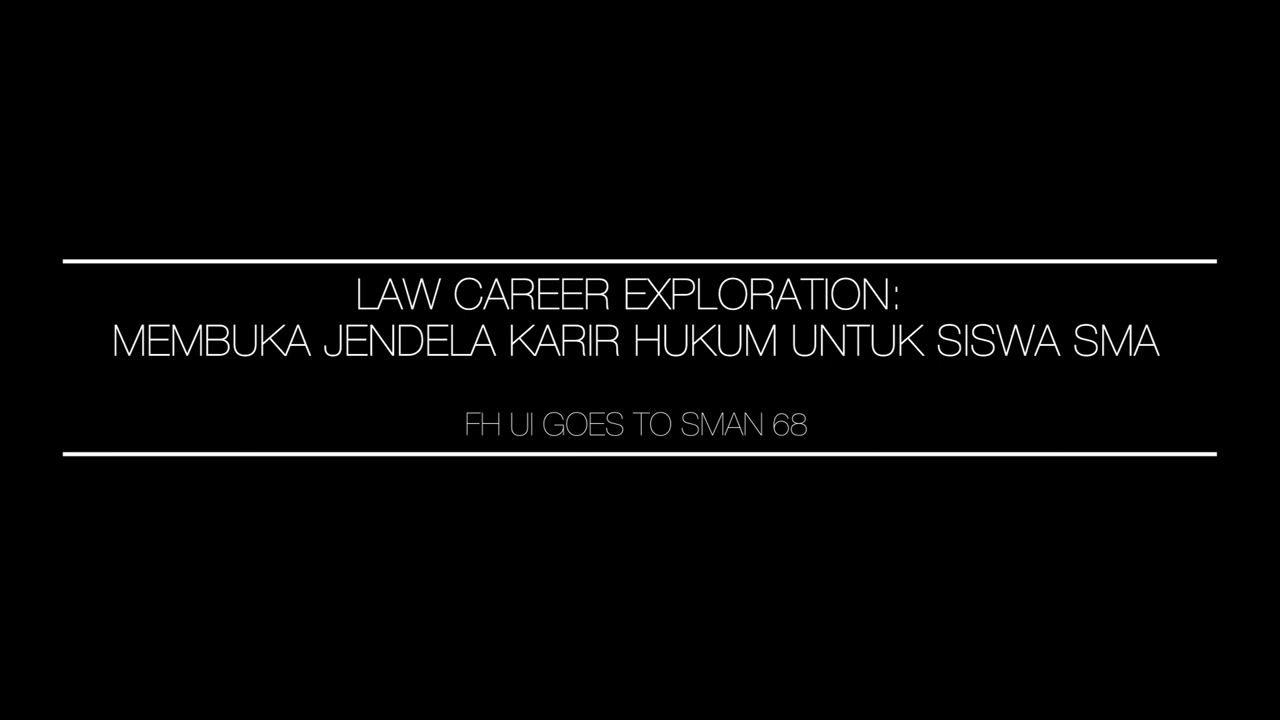 LAW CAREER EXPLORATION:
MEMBUKA JENDELA KARIR HUKUM UNTUK SISWA SMA
FH UI GOES TO SMAN 68